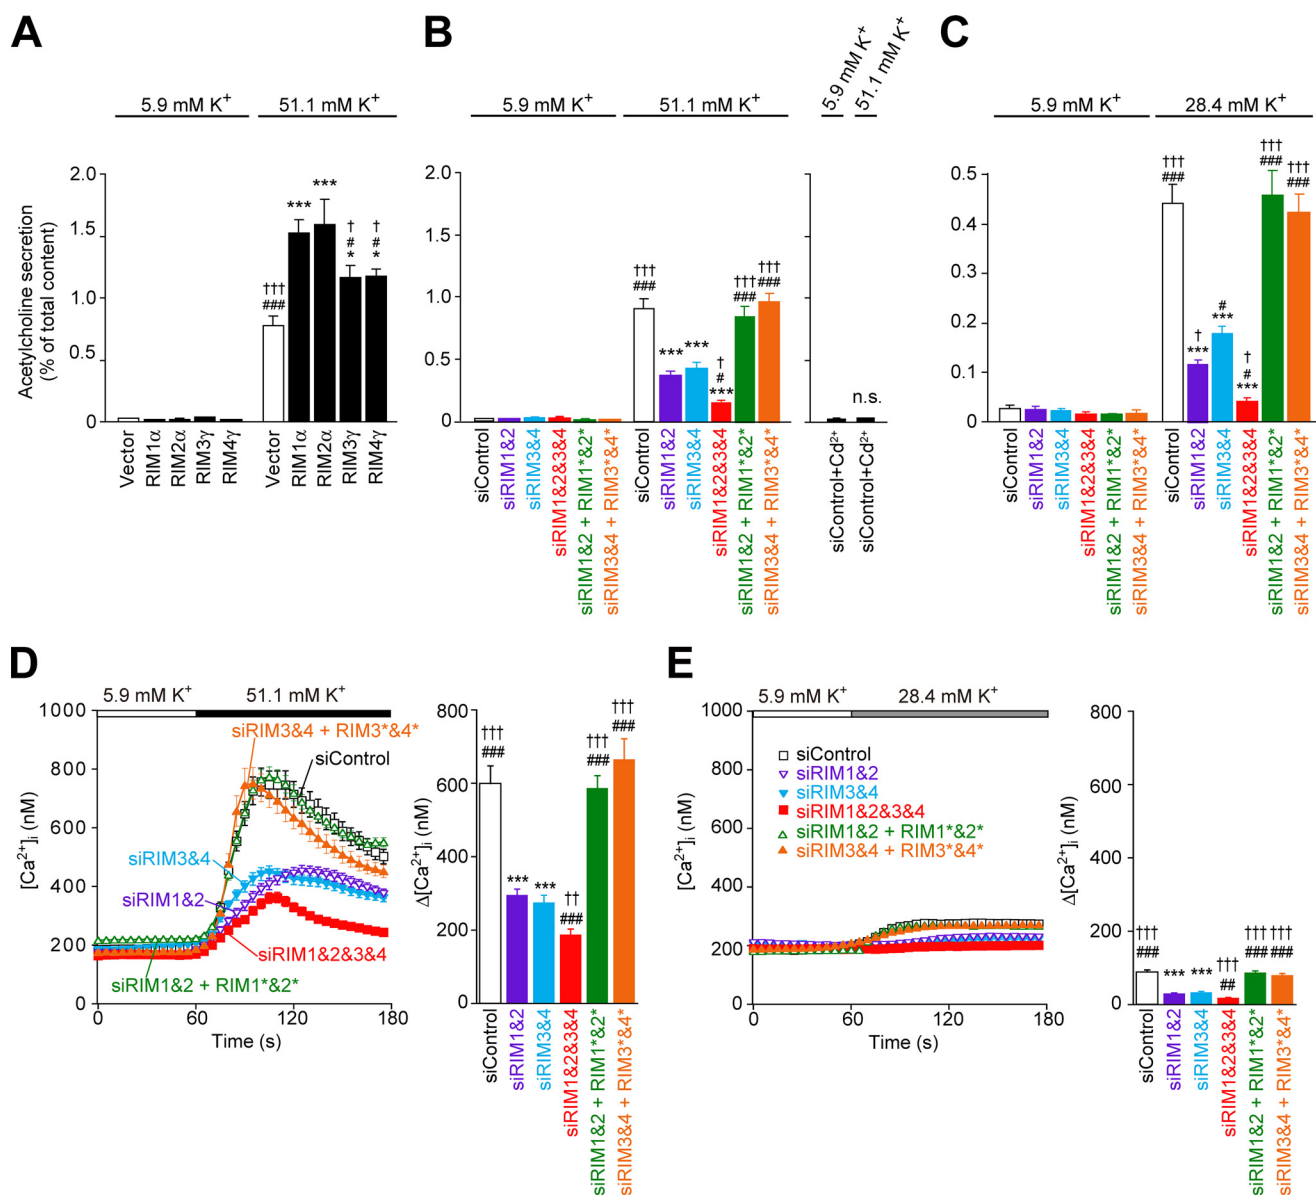 A
5.9 mM K+
51.1 mM K+
Acetylcholine secretion
(% of total content)
2.0
1.5
1.0
0.5
0
†††
###
***
***
†
#
*
†
#
*
Vector
RIM1α
RIM2α
RIM3γ
RIM4γ
Vector
RIM1α
RIM2α
RIM3γ
RIM4γ
B
5.9 mM K+
51.1 mM K+
5.9 mM K+
51.1 mM K+
2.0
1.5
1.0
0.5
0
†††
###
***
***
†
#
***
†††
###
†††
###
n.s.
siControl
siRIM1&2
siRIM3&4
siRIM1&2&3&4
siRIM1&2 + RIM1*&2*
siRIM3&4 + RIM3*&4*
siControl
siRIM1&2
siRIM3&4
siRIM1&2&3&4
siRIM1&2 + RIM1*&2*
siRIM3&4 + RIM3*&4*
siControl+Cd2+
siControl+Cd2+
C
5.9 mM K+
28.4 mM K+
0.5
0.4
0.3
0.2
0.1
0
†††
###
†
***
#
***
†
#
***
†††
###
†††
###
siControl
siRIM1&2
siRIM3&4
siRIM1&2&3&4
siRIM1&2 + RIM1*&2*
siRIM3&4 + RIM3*&4*
siControl
siRIM1&2
siRIM3&4
siRIM1&2&3&4
siRIM1&2 + RIM1*&2*
siRIM3&4 + RIM3*&4*
D
5.9 mM K+
51.1 mM K+
[Ca2+]i (nM)
1000
800
600
400
200
0
siRIM3&4 + RIM3*&4*
siControl
siRIM3&4
siRIM1&2
siRIM1&2&3&4
siRIM1&2 + RIM1*&2*
0
60
120
180
Time (s)
Δ[Ca2+]i (nM)
800
600
400
200
0
†††
###
***
***
††
###
†††
###
†††
###
siControl
siRIM1&2
siRIM3&4
siRIM1&2&3&4
siRIM1&2 + RIM1*&2*
siRIM3&4 + RIM3*&4*
E
5.9 mM K+
28.4 mM K+
[Ca2+]i (nM)
1000
800
600
400
200
0
siControl
siRIM1&2
siRIM3&4
siRIM1&2&3&4
siRIM1&2 + RIM1*&2*
siRIM3&4 + RIM3*&4*
0
60
120
180
Time (s)
Δ[Ca2+]i (nM)
800
600
400
200
0
†††
###
***
***
†††
##
†††
###
†††
###
siControl
siRIM1&2
siRIM3&4
siRIM1&2&3&4
siRIM1&2 + RIM1*&2*
siRIM3&4 + RIM3*&4*